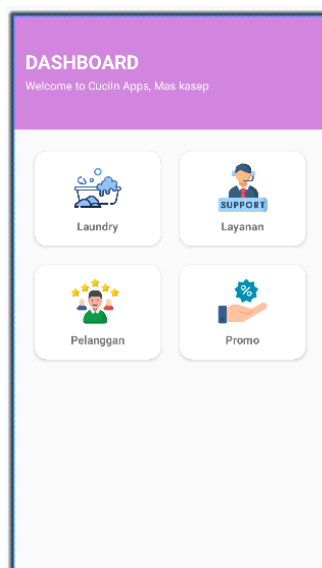 DASHBOARD
Welcome to CuciIn Apps, Mas kasep
Laundry
SUPPORT
Layanan
Pelanggan
%
Promo